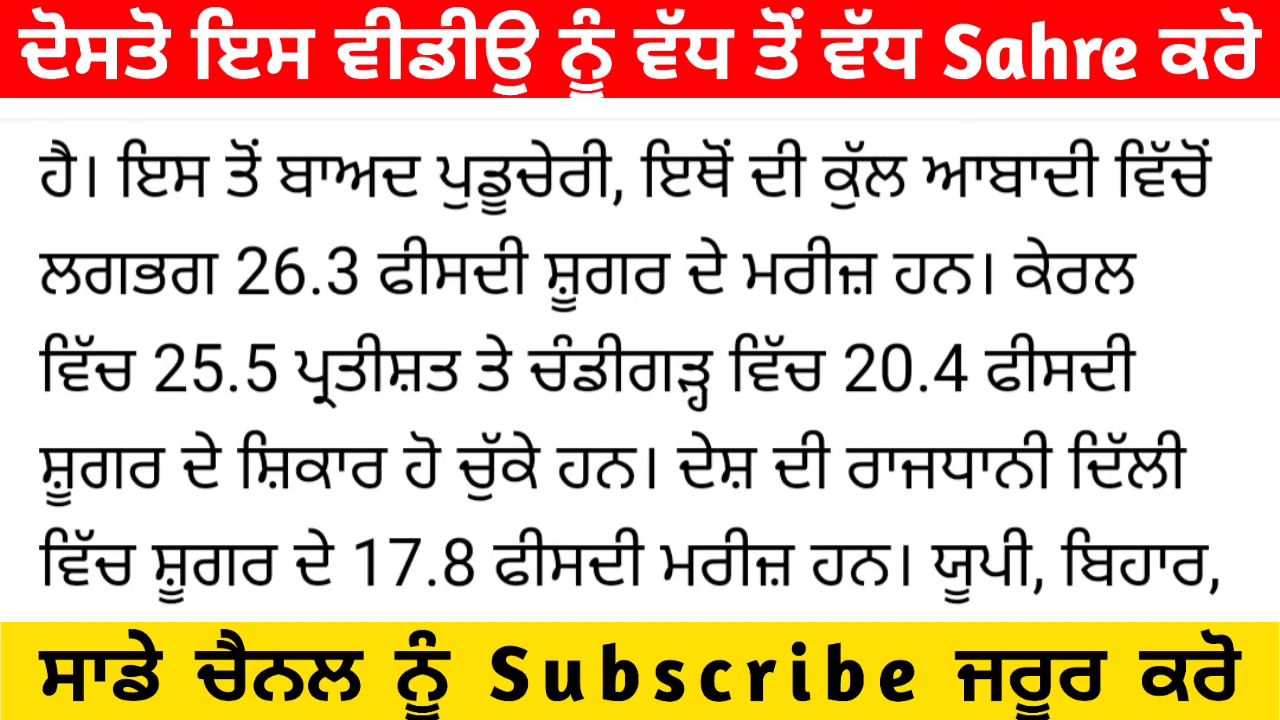 ਦੋਸਤੋ ਇਸ ਵੀਡੀਉ ਨੂੰ ਵੱਧ ਤੋਂ ਵੱਧ Sahre ਕਰੋ
ਹੈ। ਇਸ ਤੋਂ ਬਾਅਦ ਪੁਡੂਚੇਰੀ, ਇਥੋਂ ਦੀ ਕੁੱਲ ਆਬਾਦੀ ਵਿੱਚੋਂ
ਲਗਭਗ 26.3 ਫੀਸਦੀ ਸ਼ੂਗਰ ਦੇ ਮਰੀਜ਼ ਹਨ। ਕੇਰਲ
ਵਿੱਚ 25.5 ਪ੍ਰਤੀਸ਼ਤ ਤੇ ਚੰਡੀਗੜ੍ਹ ਵਿੱਚ 20.4 ਫੀਸਦੀ
ਸ਼ੂਗਰ ਦੇ ਸ਼ਿਕਾਰ ਹੋ ਚੁੱਕੇ ਹਨ। ਦੇਸ਼ ਦੀ ਰਾਜਧਾਨੀ ਦਿੱਲੀ
ਵਿੱਚ ਸ਼ੂਗਰ ਦੇ 17.8 ਫੀਸਦੀ ਮਰੀਜ਼ ਹਨ। ਯੂਪੀ, ਬਿਹਾਰ,
ਸਾਡੇ ਚੈਨਲ ਨੂੰ Subscribe ਜਰੂਰ ਕਰੋ